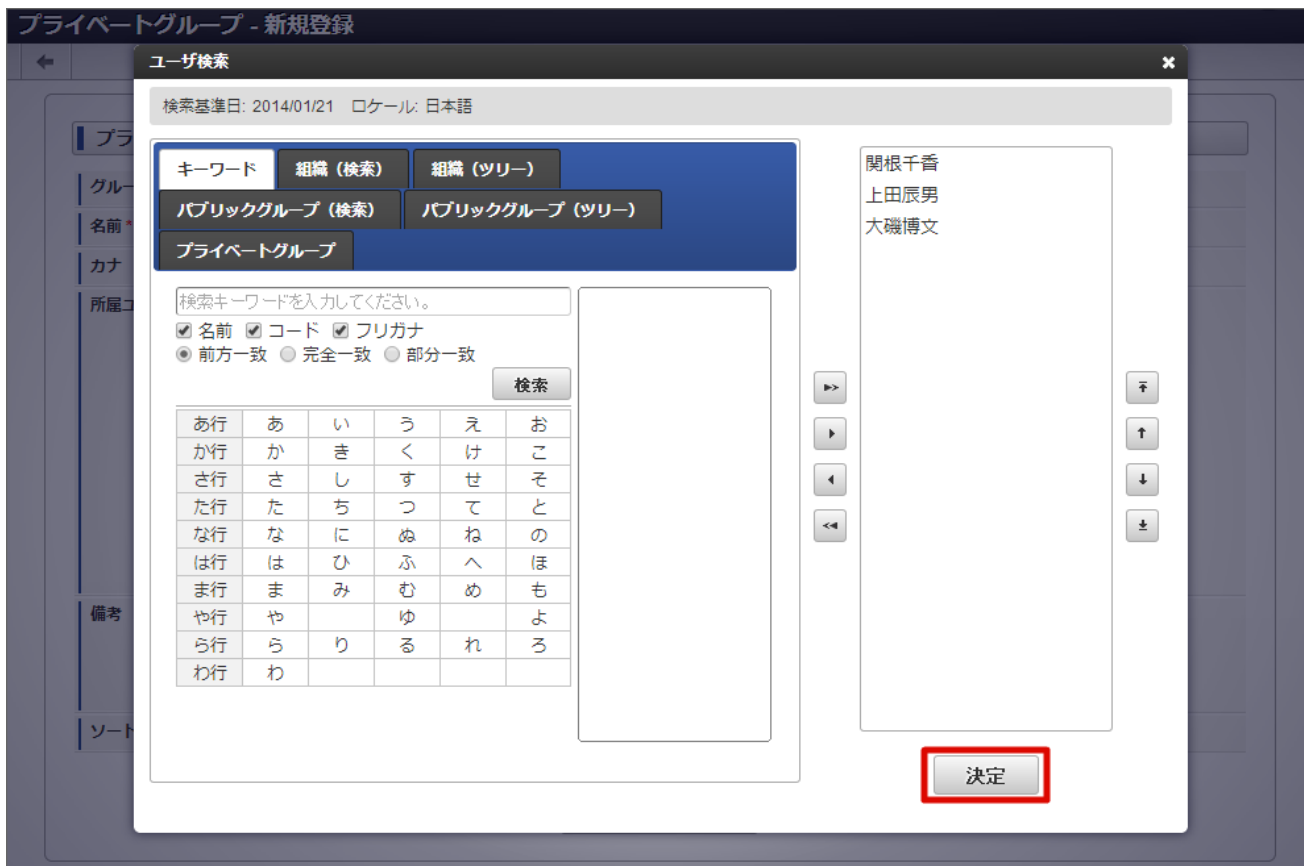 プライベートグループ - 新規登録
ユーザ検索
検索基準日: 2014/01/21 ロケール: 日本語
プラ
グルー
名前*
カナ
所属ユ
備考
ソート
キーワード 組織（検索） 組織（ツリー）
パブリックグループ（検索） パブリックグループ（ツリー）
プライベートグループ
検索キーワードを入力してください。
名前 コード フリガナ
前方一致 完全一致 部分一致
検索
あ行 あ い う え お
か行 か き く け こ
さ行 さ し す せ そ
た行 た ち つ て と
な行 な に ぬ ね の
は行 は ひ ふ へ ほ
ま行 ま み む め も
や行 や ゆ よ
ら行 ら り る れ ろ
わ行 わ
関根千香
上田辰男
大磯博文
決定